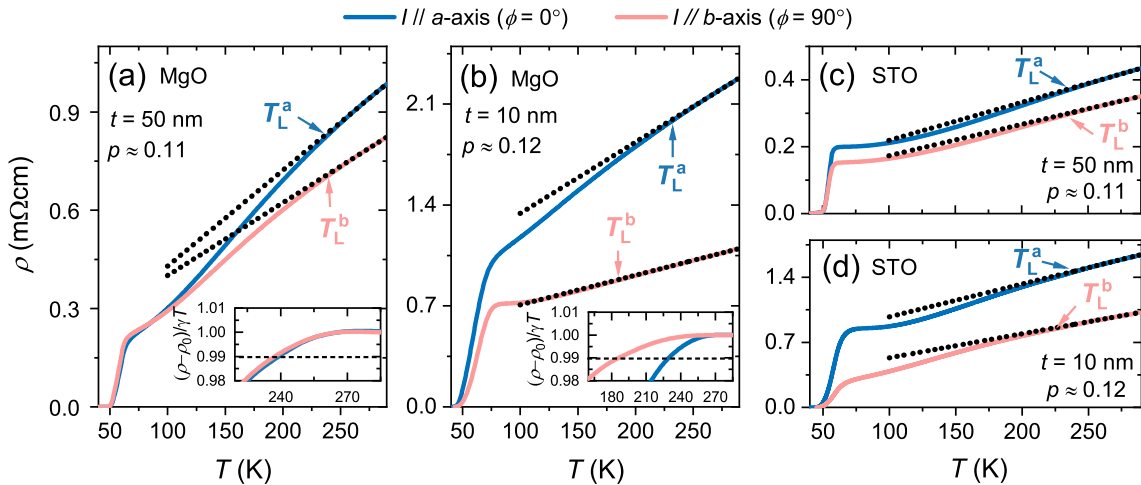 I // a-axis (ϕ = 0°)
I // b-axis (ϕ = 90°)
(a) MgO
t = 50 nm
p ≈ 0.11
T_L^a
T_L^b
ρ (mΩcm)
0.9
0.6
0.3
0.0
50 100 150 200 250
T (K)
(ρ−ρ₀)/γT
1.01
1.00
0.99
0.98
240 270
(b) MgO
t = 10 nm
p ≈ 0.12
T_L^a
T_L^b
2.1
1.4
0.7
0.0
50 100 150 200 250
T (K)
(ρ−ρ₀)/γT
1.01
1.00
0.99
0.98
180 210 240 270
(c) STO
T_L^a
T_L^b
t = 50 nm
p ≈ 0.11
0.4
0.2
0.0
(d) STO
T_L^a
T_L^b
t = 10 nm
p ≈ 0.12
1.6
0.8
0.0
50 100 150 200 250
T (K)